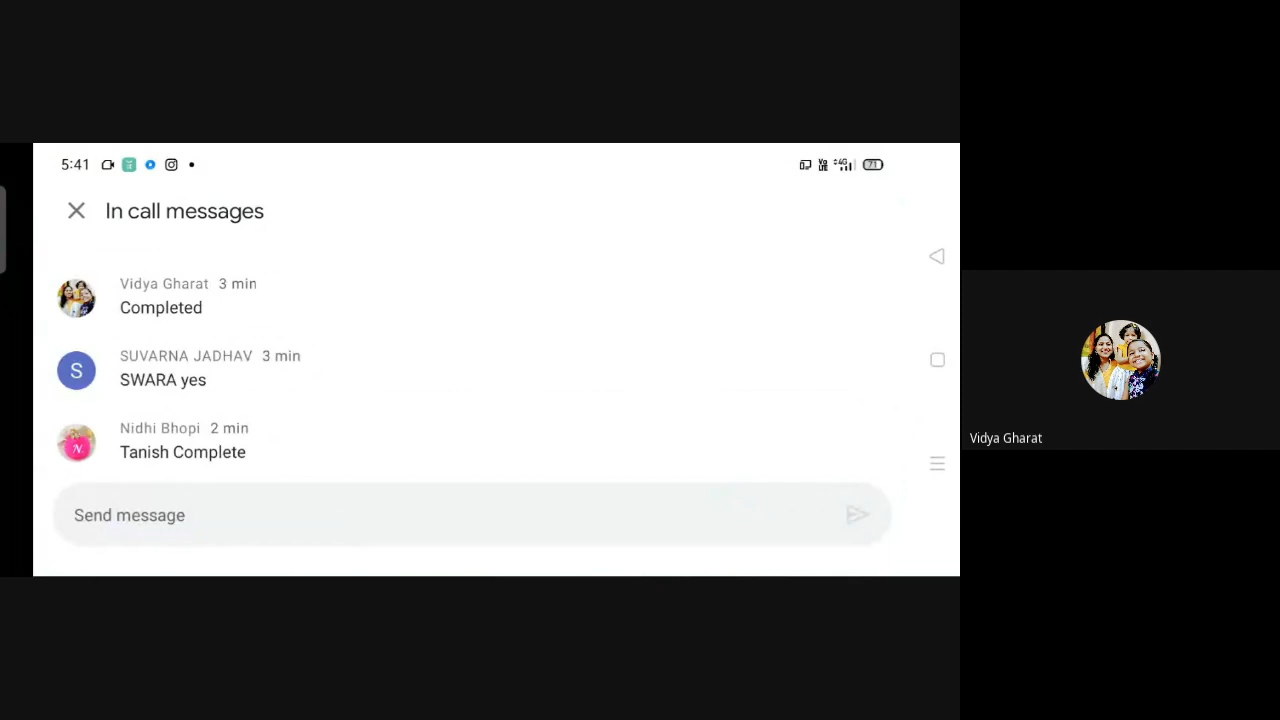 5:41
71
In call messages
Vidya Gharat 3 min
Completed
S
SUVARNA JADHAV 3 min
SWARA yes
N
Nidhi Bhopi 2 min
Tanish Complete
Send message
Vidya Gharat